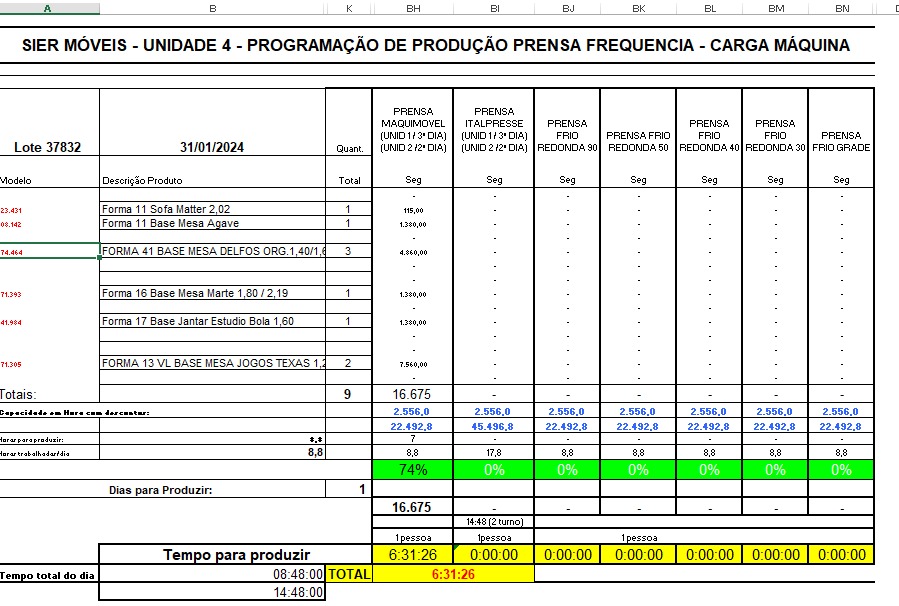 A B K BH BI BJ BK BL BM BN
SIER MÓVEIS - UNIDADE 4 - PROGRAMAÇÃO DE PRODUÇÃO PRENSA FREQUENCIA - CARGA MÁQUINA
Lote 37832 31/01/2024 Quant.
PRENSA MAQUIMOVEL (UNID 1 / 3ª DIA) (UNID 2 /2ª DIA)
PRENSA ITALPRESSE (UNID 1 / 3ª DIA) (UNID 2 /2ª DIA)
PRENSA FRIO REDONDA 90
PRENSA FRIO REDONDA 50
PRENSA FRIO REDONDA 40
PRENSA FRIO REDONDA 30
PRENSA FRIO GRADE
Modelo Descrição Produto Total Seg Seg Seg Seg Seg Seg Seg
- - - - - - -
23.431 Forma 11 Sofa Matter 2,02 1 115,00 - - - - - -
08.142 Forma 11 Base Mesa Agave 1 1.380,00 - - - - - -
- - - - - - -
74.464 FORMA 41 BASE MESA DELFOS ORG.1,40/1,6 3 4.860,00 - - - - - -
- - - - - - -
- - - - - - -
71.393 Forma 16 Base Mesa Marte 1,80 / 2,19 1 1.380,00 - - - - - -
- - - - - - -
41.984 Forma 17 Base Jantar Estudio Bola 1,60 1 1.380,00 - - - - - -
- - - - - - -
- - - - - - -
71.305 FORMA 13 VL BASE MESA JOGOS TEXAS 1,2 2 7.560,00 - - - - - -
- - - - - - -
Totais: 9 16.675 - - - - - -
Capacidade em Hora com descontos: 2.556,0 2.556,0 2.556,0 2.556,0 2.556,0 2.556,0 2.556,0
22.492,8 45.496,8 22.492,8 22.492,8 22.492,8 22.492,8 22.492,8
Horas para produzir: 8,8 7 - - - - - -
Horas trabalhadas/dia 8,8 8,8 17,8 8,8 8,8 8,8 8,8 8,8
74% 0% 0% 0% 0% 0% 0%
Dias para Produzir: 1
16.675 - - - - - -
14:48 (2 turno)
1pessoa 1pessoa 1pessoa
Tempo para produzir 6:31:26 0:00:00 0:00:00 0:00:00 0:00:00 0:00:00 0:00:00
Tempo total do dia 08:48:00 TOTAL 6:31:26
14:48:00